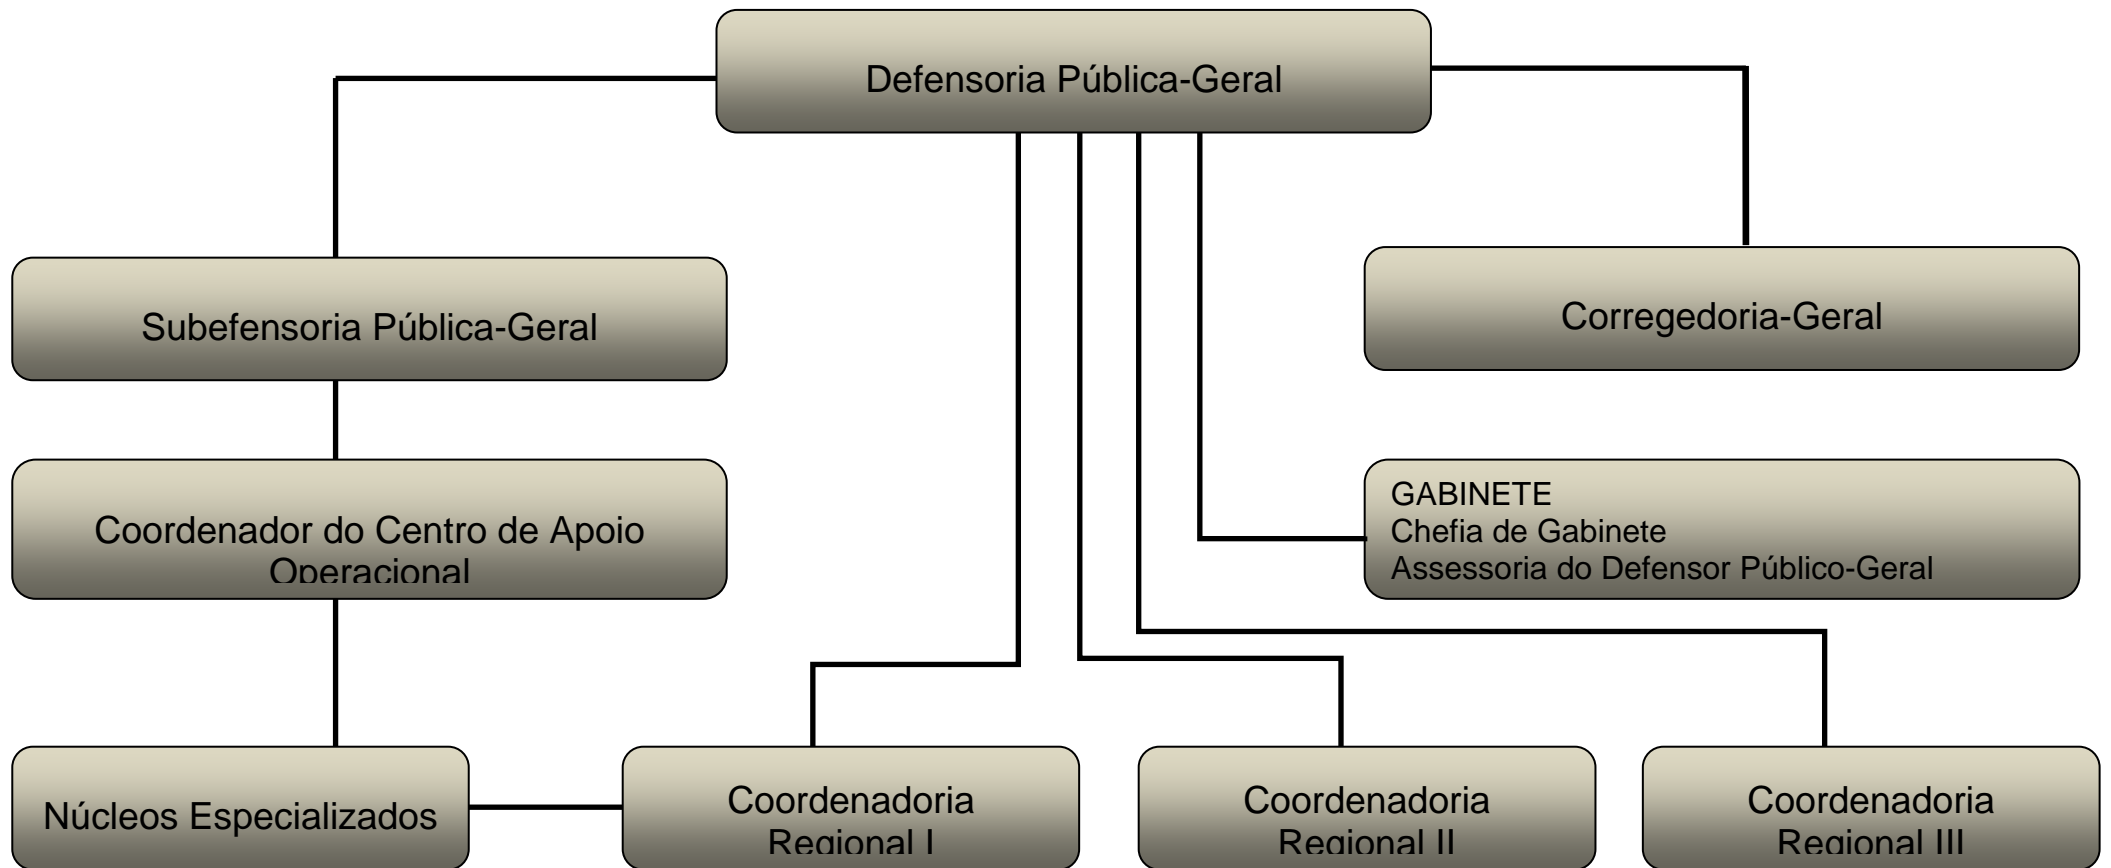 Defensoria Pública-Geral
Subefensoria Pública-Geral
Corregedoria-Geral
Coordenador do Centro de Apoio
Operacional
GABINETE
Chefia de Gabinete
Assessoria do Defensor Público-Geral
Núcleos Especializados
Coordenadoria
Regional I
Coordenadoria
Regional II
Coordenadoria
Regional III